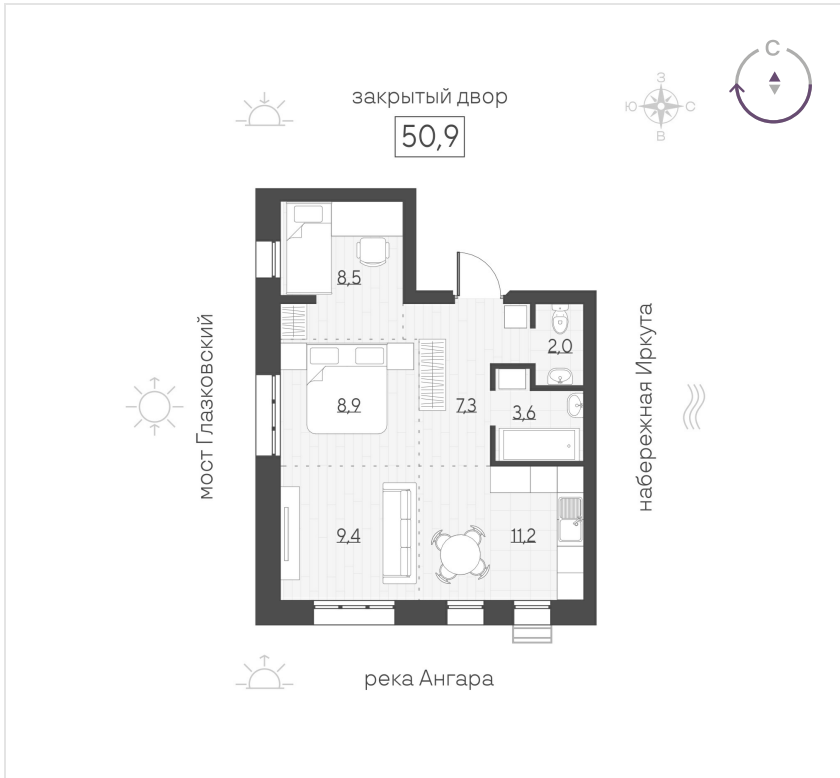 С
закрытый двор
50,9
З
Ю
С
В
8,5
2,0
мост Глазковский
8,9
7,3
3,6
набережная Иркута
9,4
11,2
река Ангара